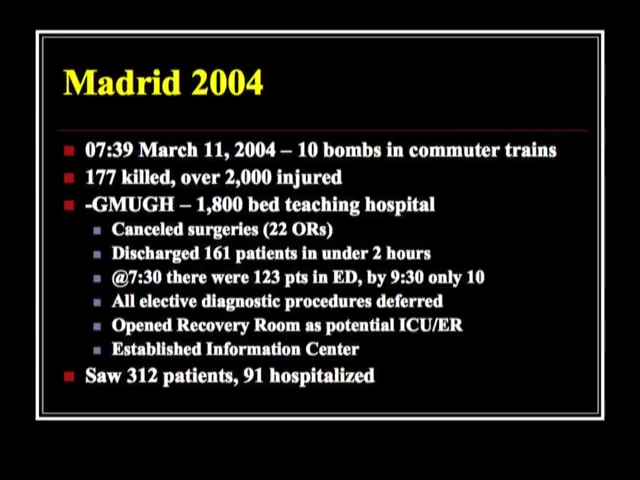 Madrid 2004
07:39 March 11, 2004 – 10 bombs in commuter trains
177 killed, over 2,000 injured
-GMUGH – 1,800 bed teaching hospital
Canceled surgeries (22 ORs)
Discharged 161 patients in under 2 hours
@7:30 there were 123 pts in ED, by 9:30 only 10
All elective diagnostic procedures deferred
Opened Recovery Room as potential ICU/ER
Established Information Center
Saw 312 patients, 91 hospitalized